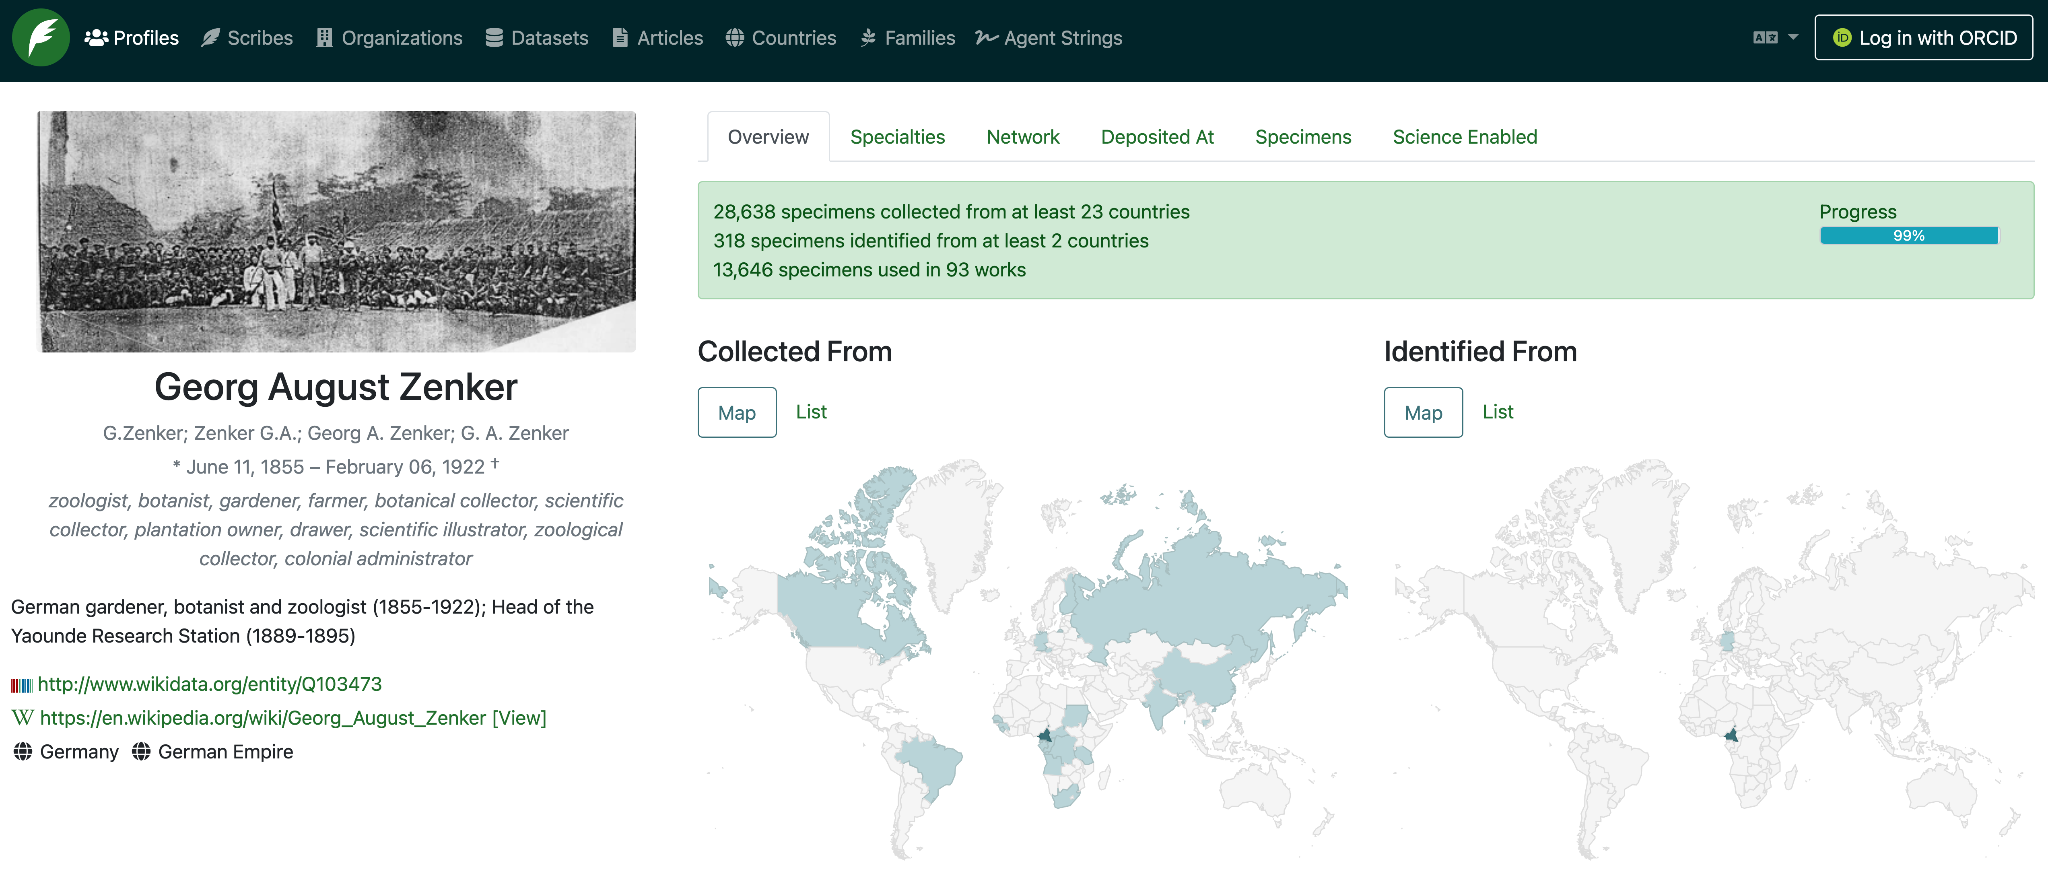 Profiles Scribes Organizations Datasets Articles Countries Families Agent Strings Log in with ORCID
Georg August Zenker
G.Zenker; Zenker G.A.; Georg A. Zenker; G. A. Zenker
* June 11, 1855 – February 06, 1922 †
zoologist, botanist, gardener, farmer, botanical collector, scientific
collector, plantation owner, drawer, scientific illustrator, zoological
collector, colonial administrator
German gardener, botanist and zoologist (1855-1922); Head of the
Yaounde Research Station (1889-1895)
http://www.wikidata.org/entity/Q103473
W https://en.wikipedia.org/wiki/Georg_August_Zenker [View]
Germany German Empire
Overview Specialties Network Deposited At Specimens Science Enabled
28,638 specimens collected from at least 23 countries
318 specimens identified from at least 2 countries
13,646 specimens used in 93 works
Progress
99%
Collected From
Map List
Identified From
Map List